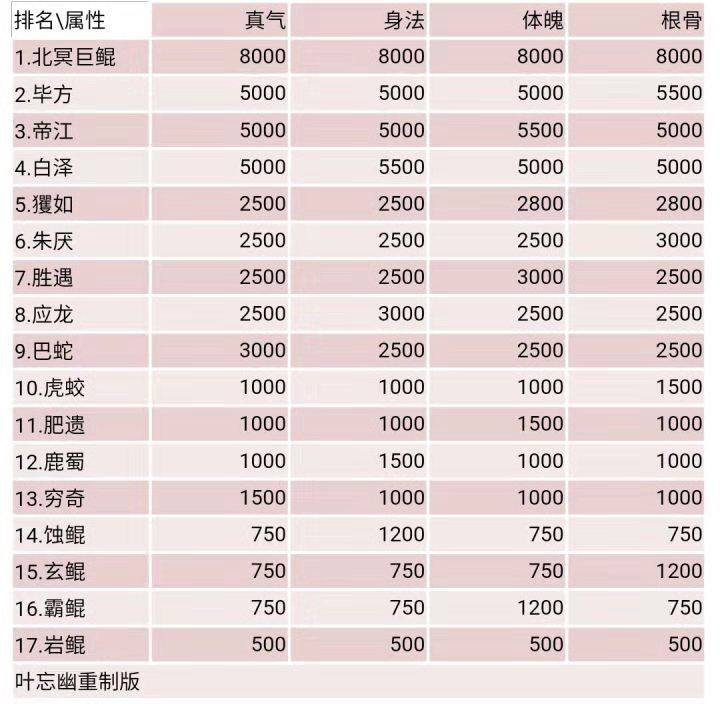 排名\属性 真气 身法 体魄 根骨
1.北冥巨鲲 8000 8000 8000 8000
2.毕方 5000 5000 5000 5500
3.帝江 5000 5000 5500 5000
4.白泽 5000 5500 5000 5000
5.玃如 2500 2500 2800 2800
6.朱厌 2500 2500 2500 3000
7.胜遇 2500 2500 3000 2500
8.应龙 2500 3000 2500 2500
9.巴蛇 3000 2500 2500 2500
10.虎蛟 1000 1000 1000 1500
11.肥遗 1000 1000 1500 1000
12.鹿蜀 1000 1500 1000 1000
13.穷奇 1500 1000 1000 1000
14.蚀鲲 750 1200 750 750
15.玄鲲 750 750 750 1200
16.霸鲲 750 750 1200 750
17.岩鲲 500 500 500 500
叶忘幽重制版